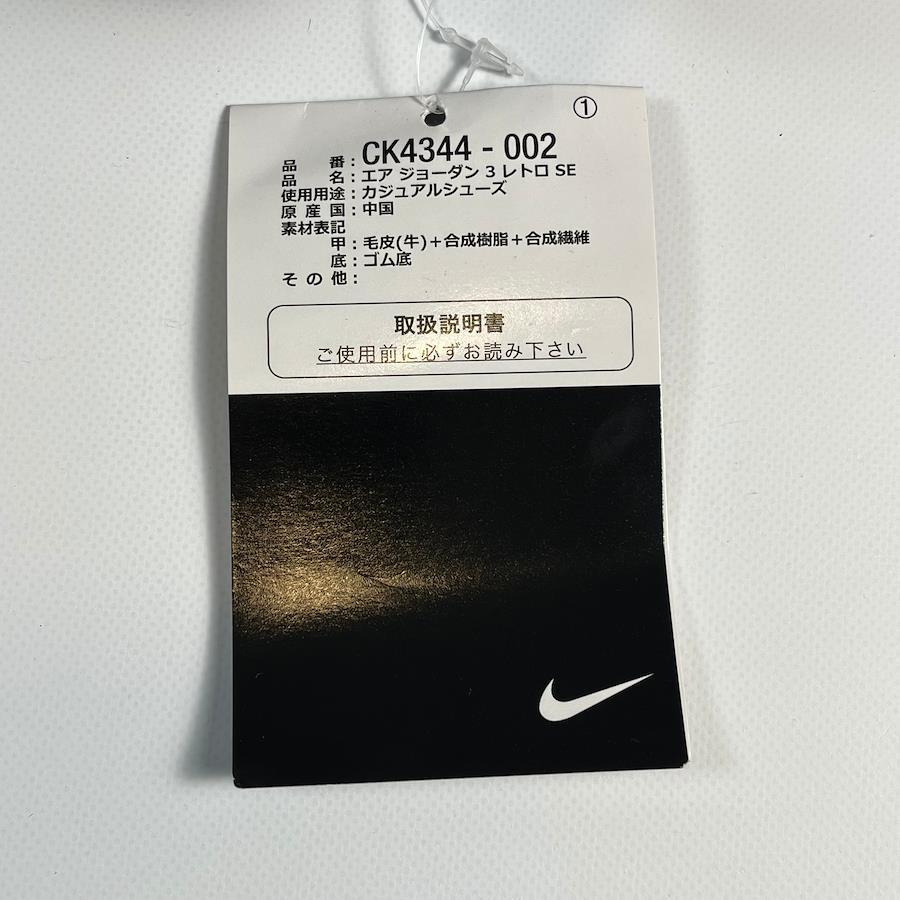 ①
品番：CK4344 - 002
品名：エア ジョーダン 3 レトロ SE
使用用途：カジュアルシューズ
原産国：中国
素材表記
甲：毛皮(牛)＋合成樹脂＋合成繊維
底：ゴム底
その他：
取扱説明書
ご使用前に必ずお読み下さい